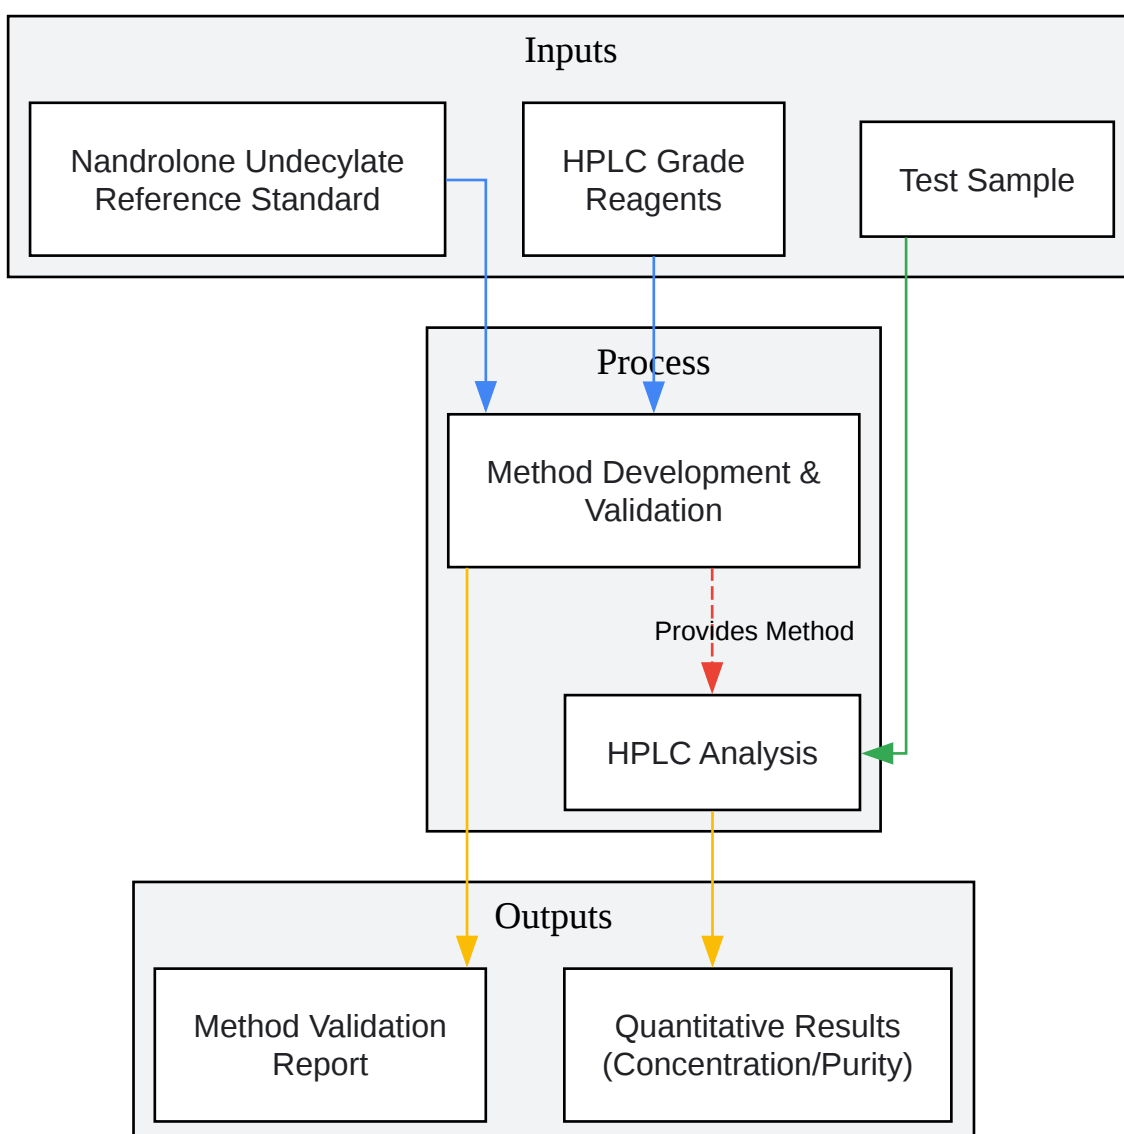 Inputs
Nandrolone Undecylate
Reference Standard
HPLC Grade
Reagents
Test Sample
Process
Method Development &
Validation
Provides Method
HPLC Analysis
Outputs
Method Validation
Report
Quantitative Results
(Concentration/Purity)